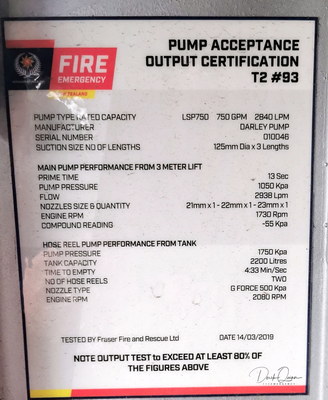 FIRE
EMERGENCY
PUMP ACCEPTANCE
OUTPUT CERTIFICATION
T2 #93
PUMP TYPE RATED CAPACITY LSP750 750 GPM 2840 LPM
MANUFACTURER DARLEY PUMP
SERIAL NUMBER 010046
SUCTION SIZE NO OF LENGTHS 125mm Dia x 3 Lengths
MAIN PUMP PERFORMANCE FROM 3 METER LIFT
PRIME TIME 13 Sec
PUMP PRESSURE 1050 Kpa
FLOW 2938 Lpm
NOZZLES SIZE & QUANTITY 21mm x 1 - 22mm x 1 - 23mm x 1
ENGINE RPM 1730 Rpm
COMPOUND READING -55 Kpa
HOSE REEL PUMP PERFORMANCE FROM TANK
PUMP PRESSURE 1750 Kpa
TANK CAPACITY 2200 Litres
TIME TO EMPTY 4:33 Min/Sec
NO OF HOSE REELS TWO
NOZZLE TYPE G FORCE 500 Kpa
ENGINE RPM 2080 RPM
TESTED BY Fraser Fire and Rescue Ltd DATE 14/03/2019
NOTE OUTPUT TEST to EXCEED AT LEAST 80% OF
THE FIGURES ABOVE